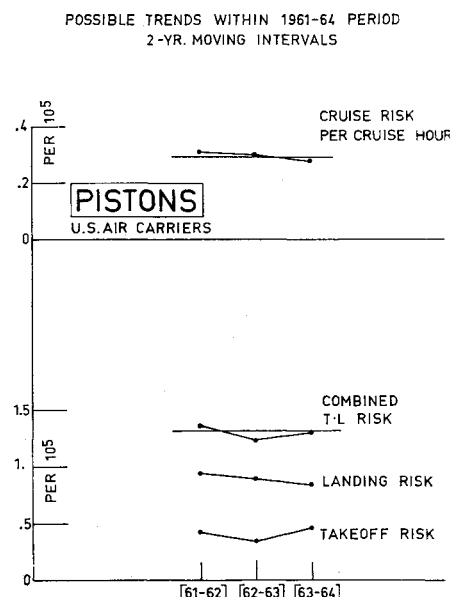 POSSIBLE TRENDS WITHIN 1961-64 PERIOD
2-YR. MOVING INTERVALS
CRUISE RISK
PER CRUISE HOUR
PER 10⁵
.4
.2
0
PISTONS
U.S. AIR CARRIERS
COMBINED
T·L RISK
LANDING RISK
TAKEOFF RISK
PER 10⁵
1.5
1.
.5
0
[61-62] [62-63] [63-64]